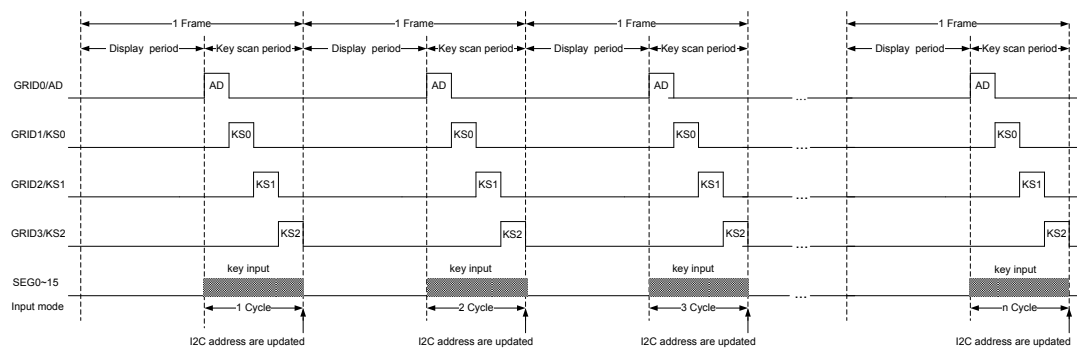 1 Frame 1 Frame 1 Frame 1 Frame
Display period Key scan period Display period Key scan period Display period Key scan period Display period Key scan period
GRID0/AD AD AD AD ... AD
GRID1/KS0 KS0 KS0 KS0 ... KS0
GRID2/KS1 KS1 KS1 KS1 ... KS1
GRID3/KS2 KS2 KS2 KS2 ... KS2
key input key input key input key input
SEG0~15 ...
Input mode 1 Cycle 2 Cycle 3 Cycle n Cycle
I2C address are updated I2C address are updated I2C address are updated I2C address are updated